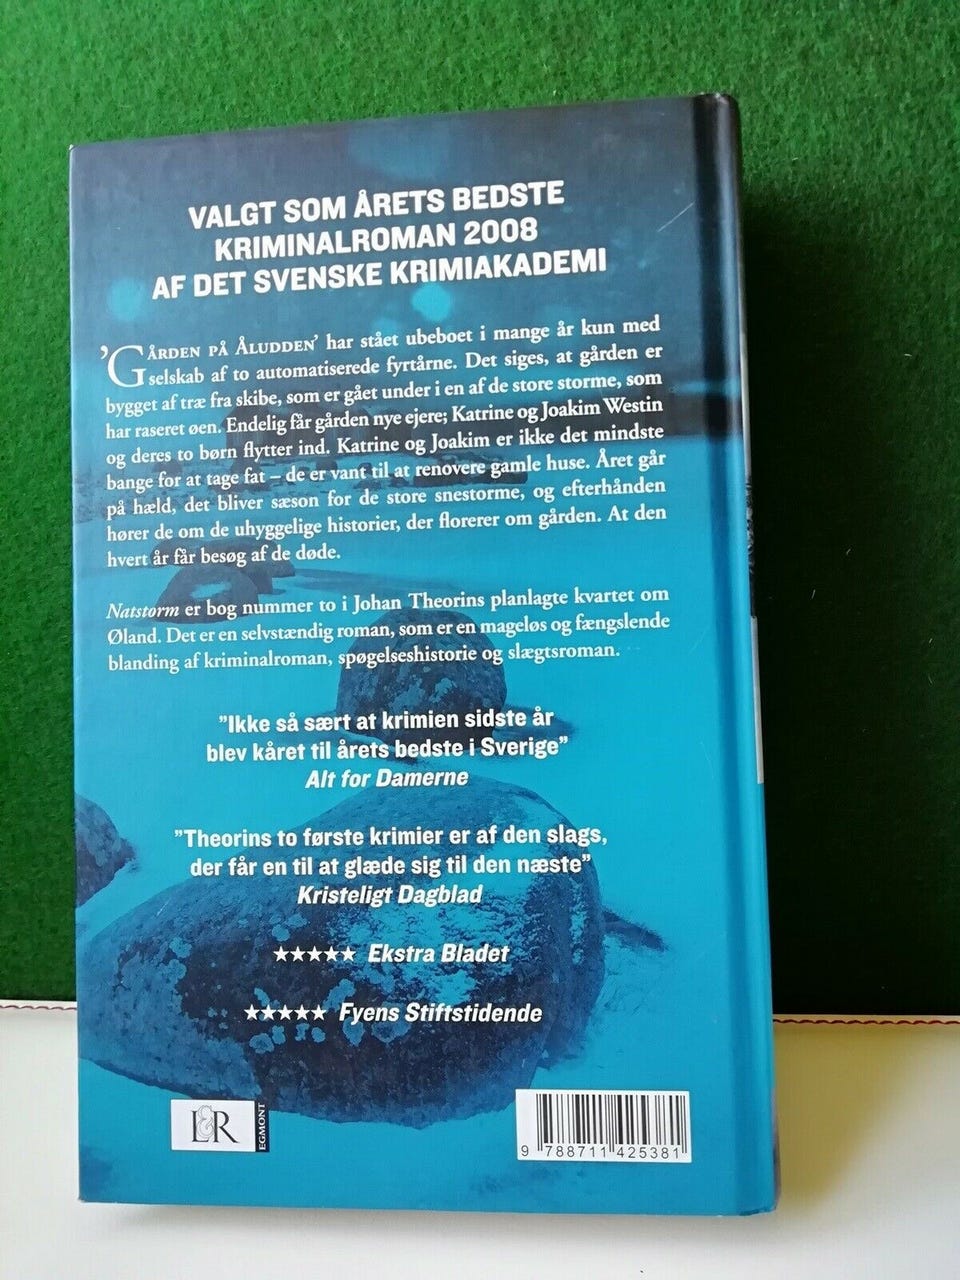 VALGT SOM ÅRETS BEDSTE
KRIMINALROMAN 2008
AF DET SVENSKE KRIMIAKADEMI
’GÅRDEN PÅ ÅLUDDEN’ har stået ubeboet i mange år kun med
selskab af to automatiserede fyrtårne. Det siges, at gården er
bygget af træ fra skibe, som er gået under i en af de store storme, som
har raseret øen. Endelig får gården nye ejere; Katrine og Joakim Westin
og deres to børn flytter ind. Katrine og Joakim er ikke det mindste
bange for at tage fat – de er vant til at renovere gamle huse. Året går
på hæld, det bliver sæson for de store snestorme, og efterhånden
hører de om de uhyggelige historier, der florerer om gården. At den
hvert år får besøg af de døde.
Natstorm er bog nummer to i Johan Theorins planlagte kvartet om
Øland. Det er en selvstændig roman, som er en mageløs og fængslende
blanding af kriminalroman, spøgelseshistorie og slægtsroman.
”Ikke så sært at krimien sidste år
blev kåret til årets bedste i Sverige”
Alt for Damerne
”Theorins to første krimier er af den slags,
der får en til at glæde sig til den næste”
Kristeligt Dagblad
★★★★★ Ekstra Bladet
★★★★★ Fyens Stiftstidende
L&R EGMONT
9 788711 425381